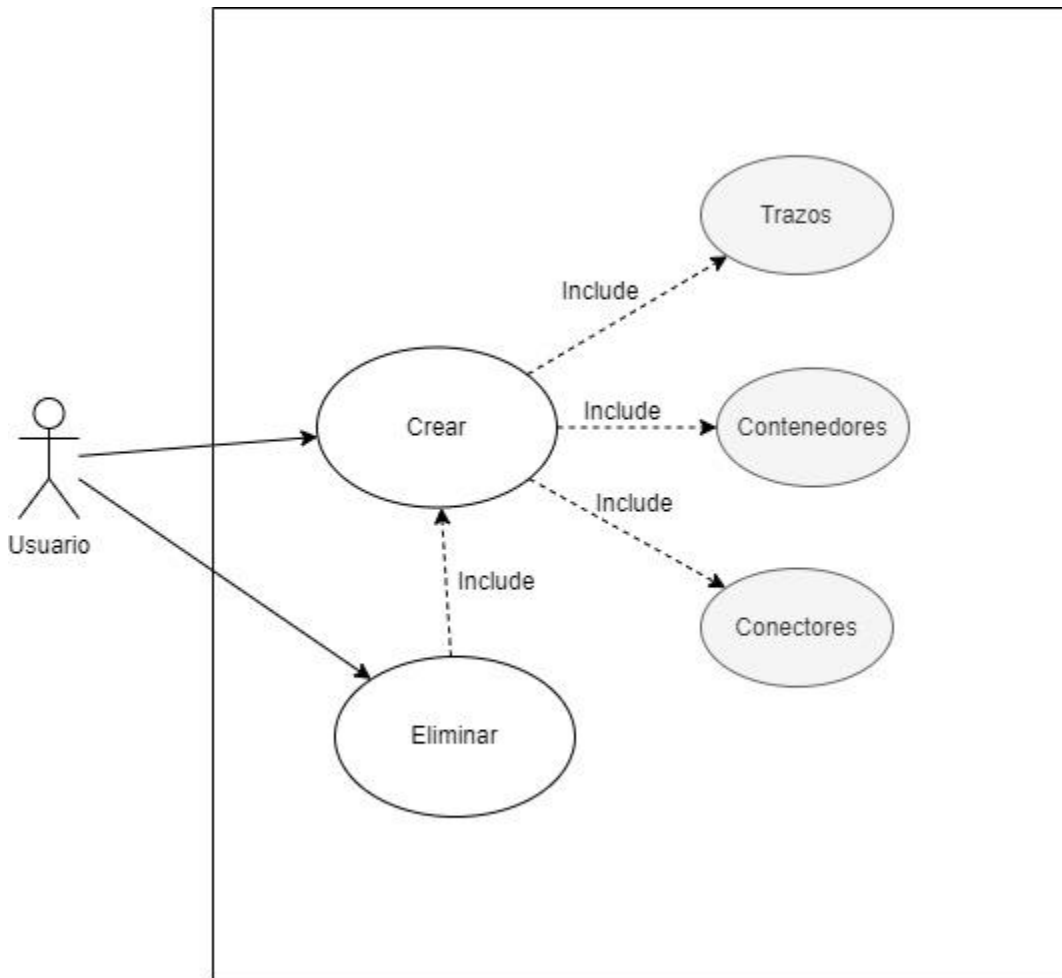 Trazos
Include
Include
Crear
Contenedores
Include
Usuario
Include
Conectores
Eliminar